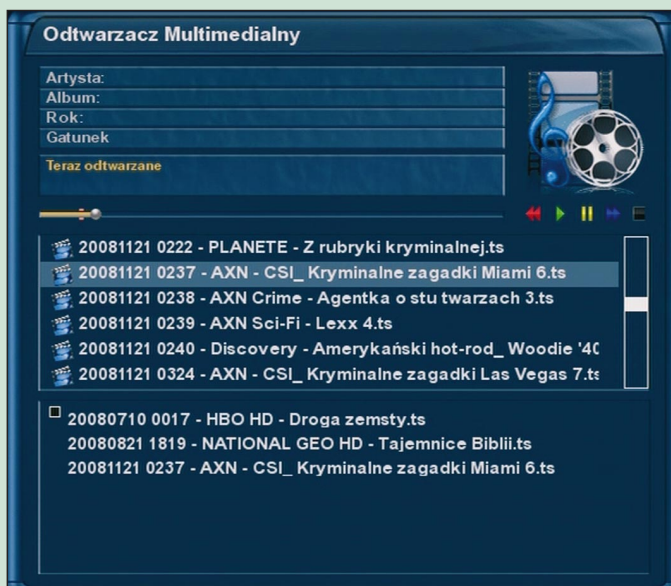 Odtwarzacz Multimedialny
Artysta:
Album:
Rok:
Gatunek
Teraz odtwarzane
20081121 0222 - PLANETE - Z rubryki kryminalnej.ts
20081121 0237 - AXN - CSI_ Kryminalne zagadki Miami 6.ts
20081121 0238 - AXN Crime - Agentka o stu twarzach 3.ts
20081121 0239 - AXN Sci-Fi - Lexx 4.ts
20081121 0240 - Discovery - Amerykański hot-rod_ Woodie '40
20081121 0324 - AXN - CSI_ Kryminalne zagadki Las Vegas 7.ts
20080710 0017 - HBO HD - Droga zemsty.ts
20080821 1819 - NATIONAL GEO HD - Tajemnice Biblii.ts
20081121 0237 - AXN - CSI_ Kryminalne zagadki Miami 6.ts